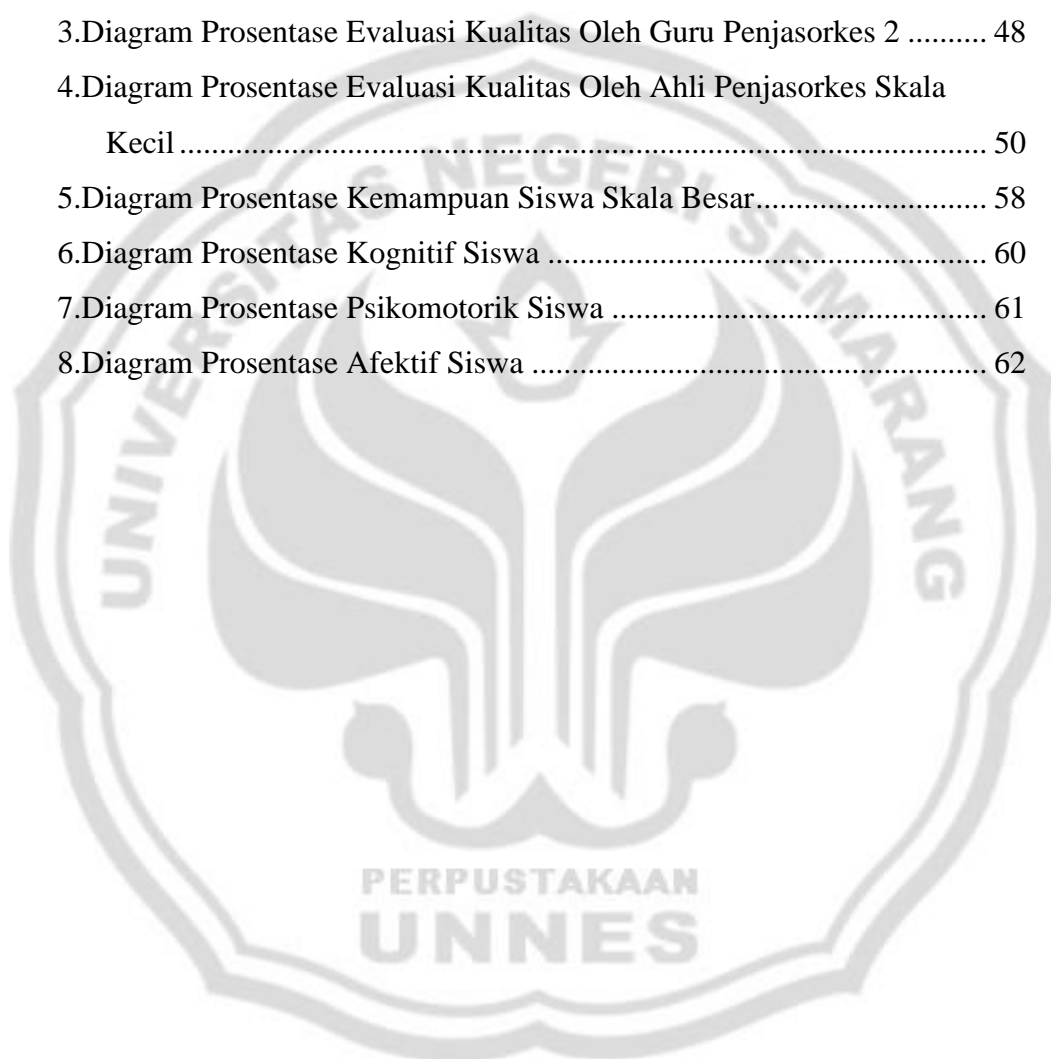 3.Diagram Prosentase Evaluasi Kualitas Oleh Guru Penjasorkes 2 .......... 48
4.Diagram Prosentase Evaluasi Kualitas Oleh Ahli Penjasorkes Skala
Kecil ........................................................................................... 50
5.Diagram Prosentase Kemampuan Siswa Skala Besar.......................... 58
6.Diagram Prosentase Kognitif Siswa .................................................. 60
7.Diagram Prosentase Psikomotorik Siswa ........................................... 61
8.Diagram Prosentase Afektif Siswa .................................................... 62
UNIVERSITAS NEGERI SEMARANG
PERPUSTAKAAN
UNNES